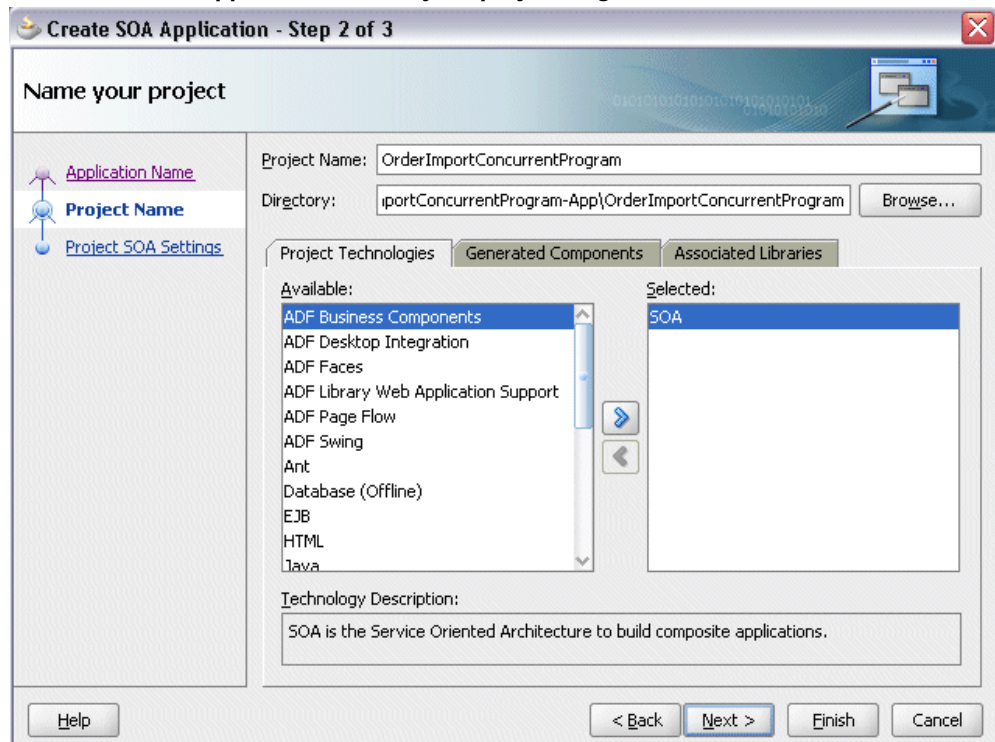 Create SOA Application - Step 2 of 3
Name your project
Application Name
Project Name
Project SOA Settings
Project Name: OrderImportConcurrentProgram
Directory: iportConcurrentProgram-App\OrderImportConcurrentProgram Browse...
Project Technologies Generated Components Associated Libraries
Available:
ADF Business Components
ADF Desktop Integration
ADF Faces
ADF Library Web Application Support
ADF Page Flow
ADF Swing
Ant
Database (Offline)
EJB
HTML
Java
Selected:
SOA
Technology Description:
SOA is the Service Oriented Architecture to build composite applications.
Help < Back Next > Finish Cancel